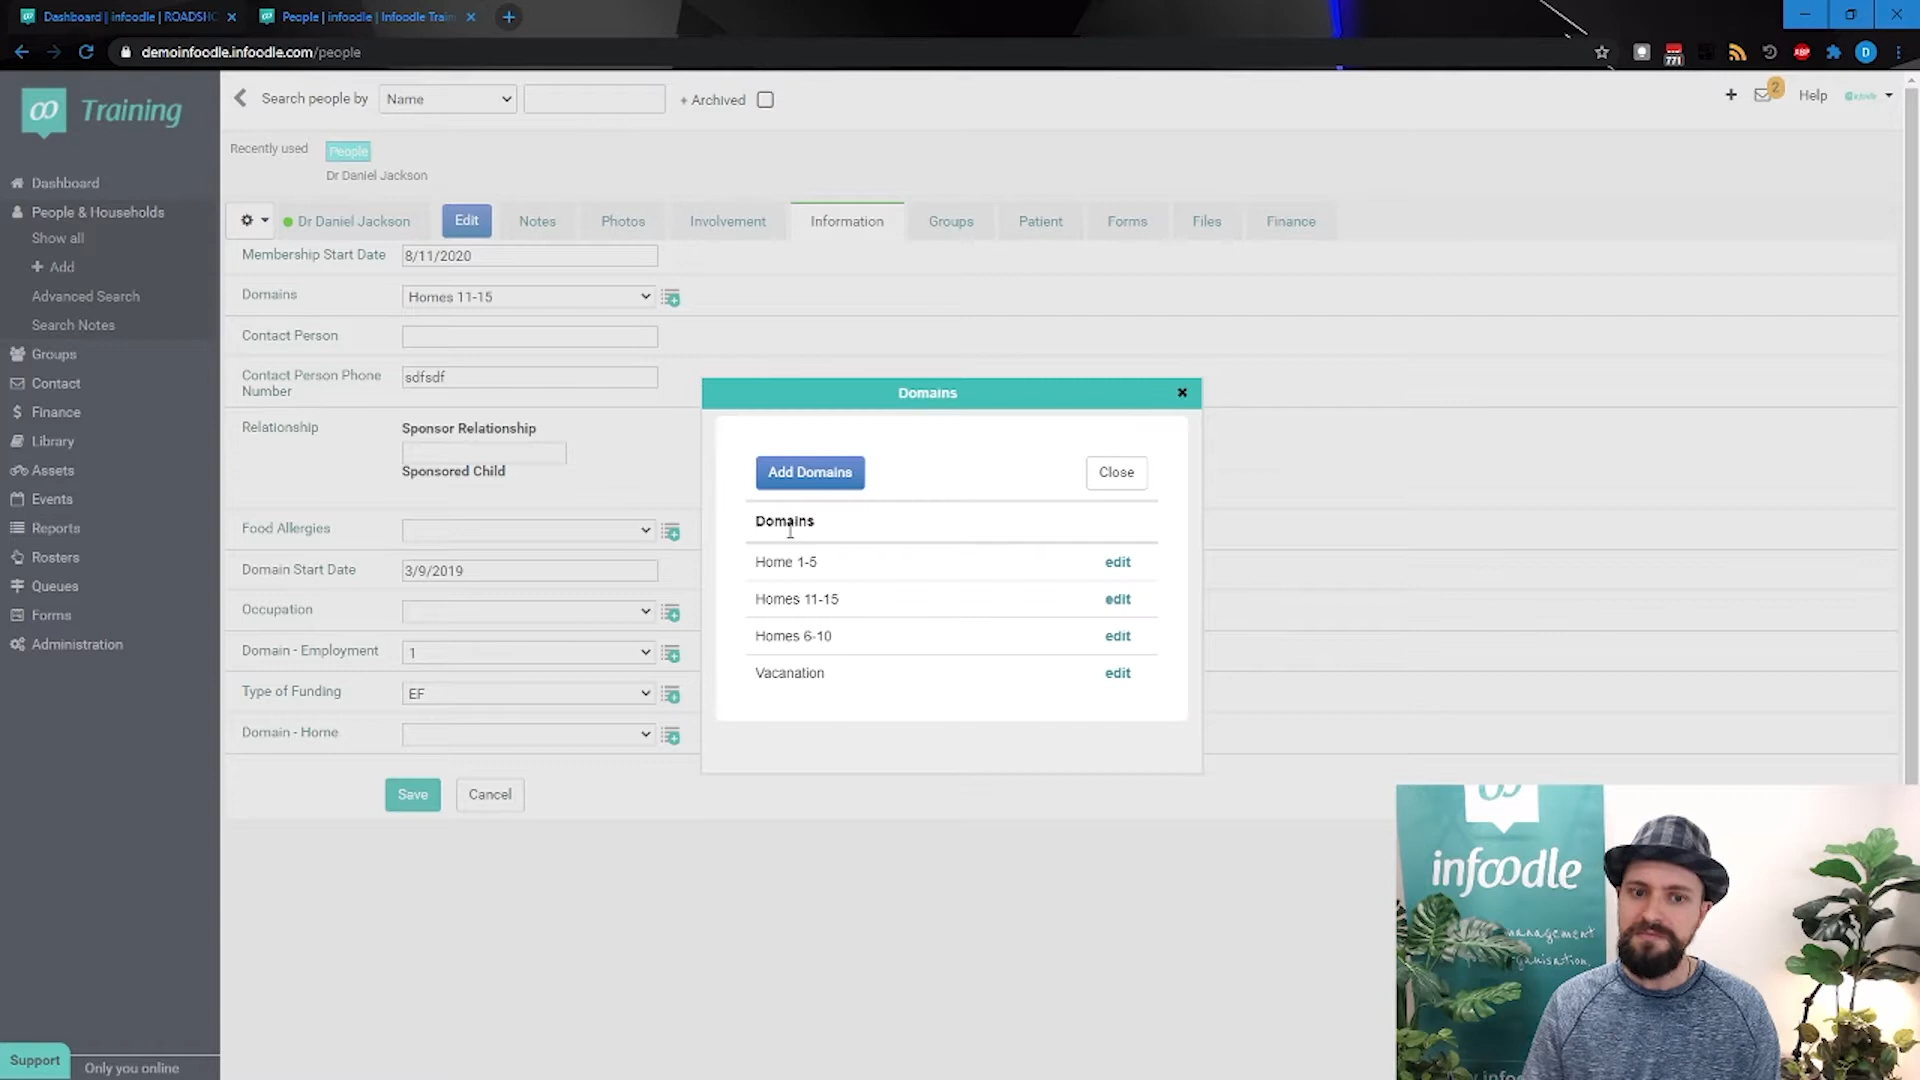 Dashboard | infoodle | ROADSHO
People | infoodle | Infoodle Train
demoinfoodle.infoodle.com/people
771
ABP
D
Training
Search people by
Name
+ Archived
2
Help
Recently used
People
Dr Daniel Jackson
Dashboard
People & Households
Show all
+ Add
Advanced Search
Search Notes
Groups
Contact
Finance
Library
Assets
Events
Reports
Rosters
Queues
Forms
Administration
Support
Only you online
Dr Daniel Jackson
Edit
Notes
Photos
Involvement
Information
Groups
Patient
Forms
Files
Finance
Membership Start Date
8/11/2020
Domains
Homes 11-15
Contact Person
Contact Person Phone
Number
sdfsdf
Relationship
Sponsor Relationship
Sponsored Child
Food Allergies
Domain Start Date
3/9/2019
Occupation
Domain - Employment
1
Type of Funding
EF
Domain - Home
Save
Cancel
Domains
Add Domains
Close
Domains
Home 1-5
edit
Homes 11-15
edit
Homes 6-10
edit
Vacanation
edit
infoodle
management